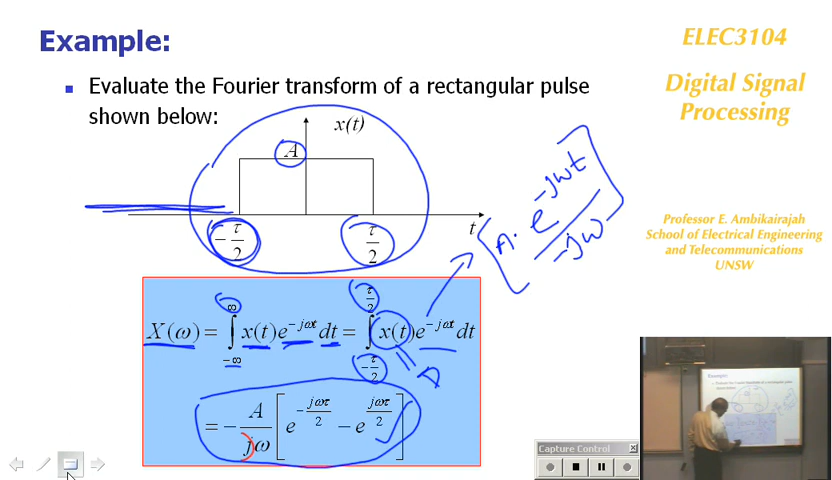 Example:
ELEC3104
Digital Signal
Processing
Professor E. Ambikairajah
School of Electrical Engineering
and Telecommunications
UNSW
■ Evaluate the Fourier transform of a rectangular pulse
shown below:
x(t)
A
t
-τ/2
τ/2
[A. e^{-jωt}/-jω]
X(ω) = ∫_{-∞}^{∞} x(t)e^{-jωt}dt = ∫_{-τ/2}^{τ/2} x(t)e^{-jωt}dt
= -A/jω [e^{-jωτ/2} - e^{jωτ/2}]
Capture Control